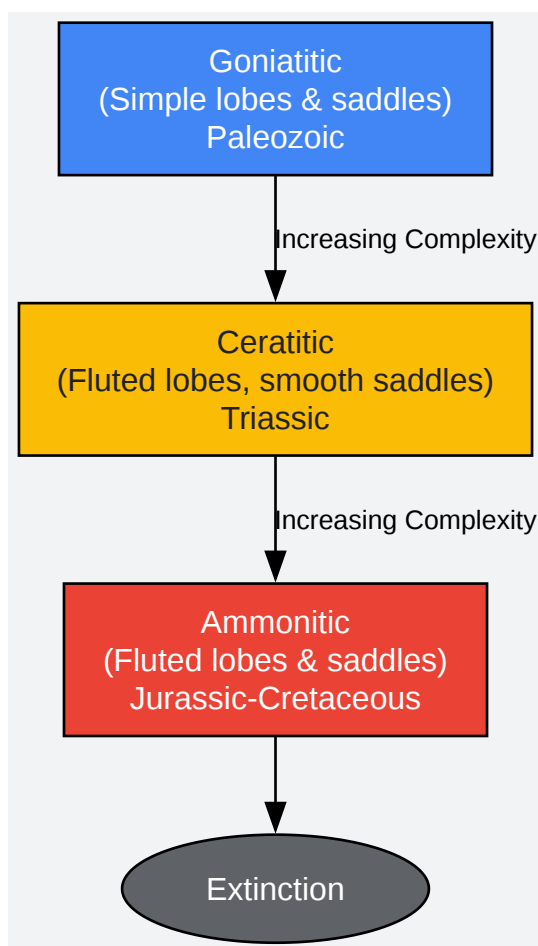 Goniatitic
(Simple lobes & saddles)
Paleozoic
Increasing Complexity
Ceratitic
(Fluted lobes, smooth saddles)
Triassic
Increasing Complexity
Ammonitic
(Fluted lobes & saddles)
Jurassic-Cretaceous
Extinction